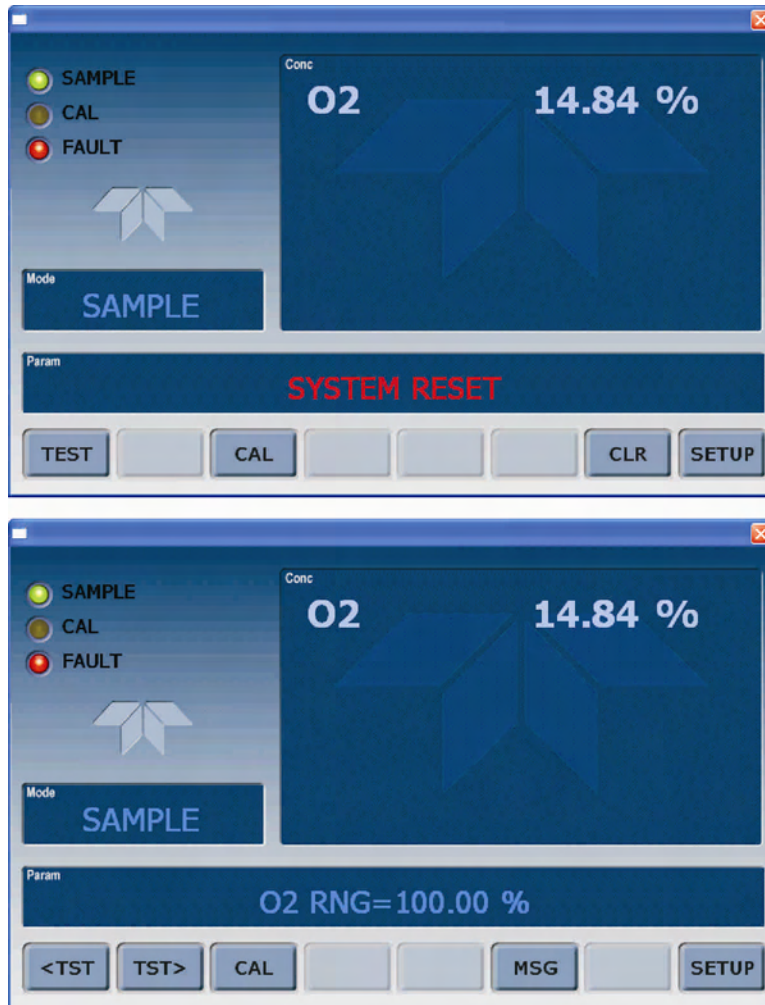 SAMPLE
CAL
FAULT
Conc
O2 14.84 %
Mode
SAMPLE
Param
SYSTEM RESET
TEST CAL CLR SETUP
SAMPLE
CAL
FAULT
Conc
O2 14.84 %
Mode
SAMPLE
Param
O2 RNG=100.00 %
<TST TST> CAL MSG SETUP